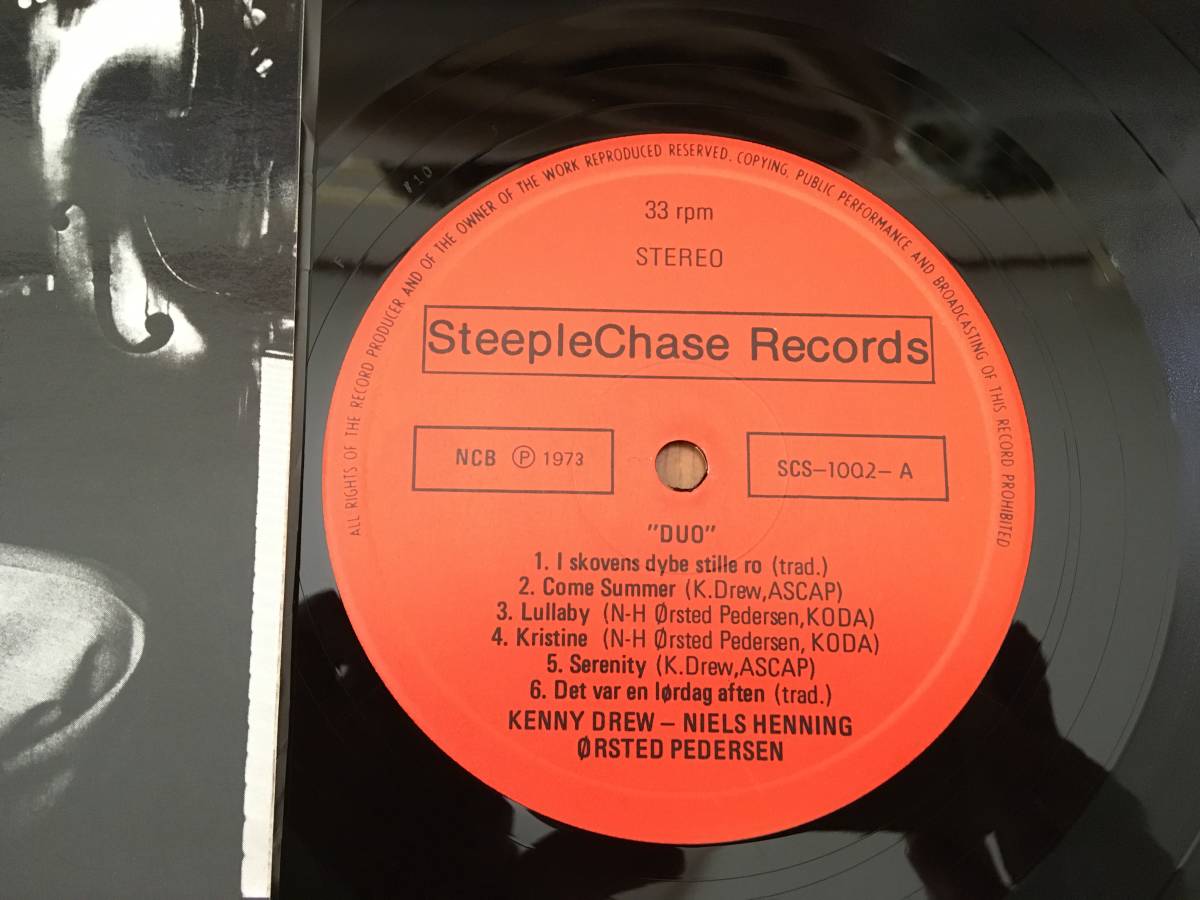 ALL RIGHTS OF THE RECORD PRODUCER AND OF THE OWNER OF THE WORK REPRODUCED RESERVED. COPYING, PUBLIC PERFORMANCE AND BROADCASTING OF THIS RECORD PROHIBITED
33 rpm
STEREO
SteepleChase Records
NCB Ⓟ 1973
SCS-1002-A
"DUO"
1. I skovens dybe stille ro (trad.)
2. Come Summer (K.Drew,ASCAP)
3. Lullaby (N-H Ørsted Pedersen,KODA)
4. Kristine (N-H Ørsted Pedersen, KODA)
5. Serenity (K.Drew,ASCAP)
6. Det var en lørdag aften (trad.)
KENNY DREW – NIELS HENNING
ØRSTED PEDERSEN